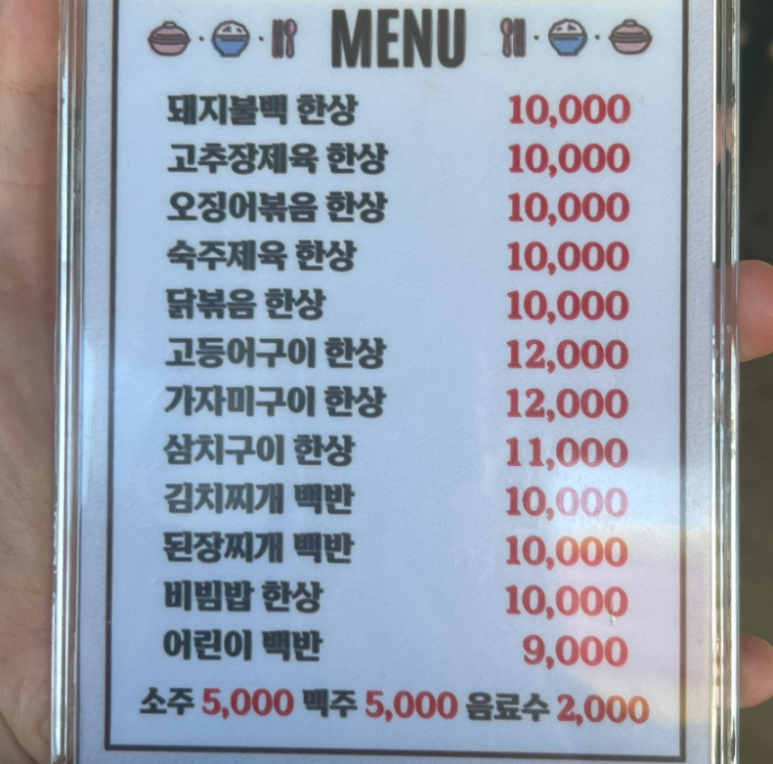 MENU
돼지불백 한상 10,000
고추장제육 한상 10,000
오징어볶음 한상 10,000
숙주제육 한상 10,000
닭볶음 한상 10,000
고등어구이 한상 12,000
가자미구이 한상 12,000
삼치구이 한상 11,000
김치찌개 백반 10,000
된장찌개 백반 10,000
비빔밥 한상 10,000
어린이 백반 9,000
소주 5,000 맥주 5,000 음료수 2,000